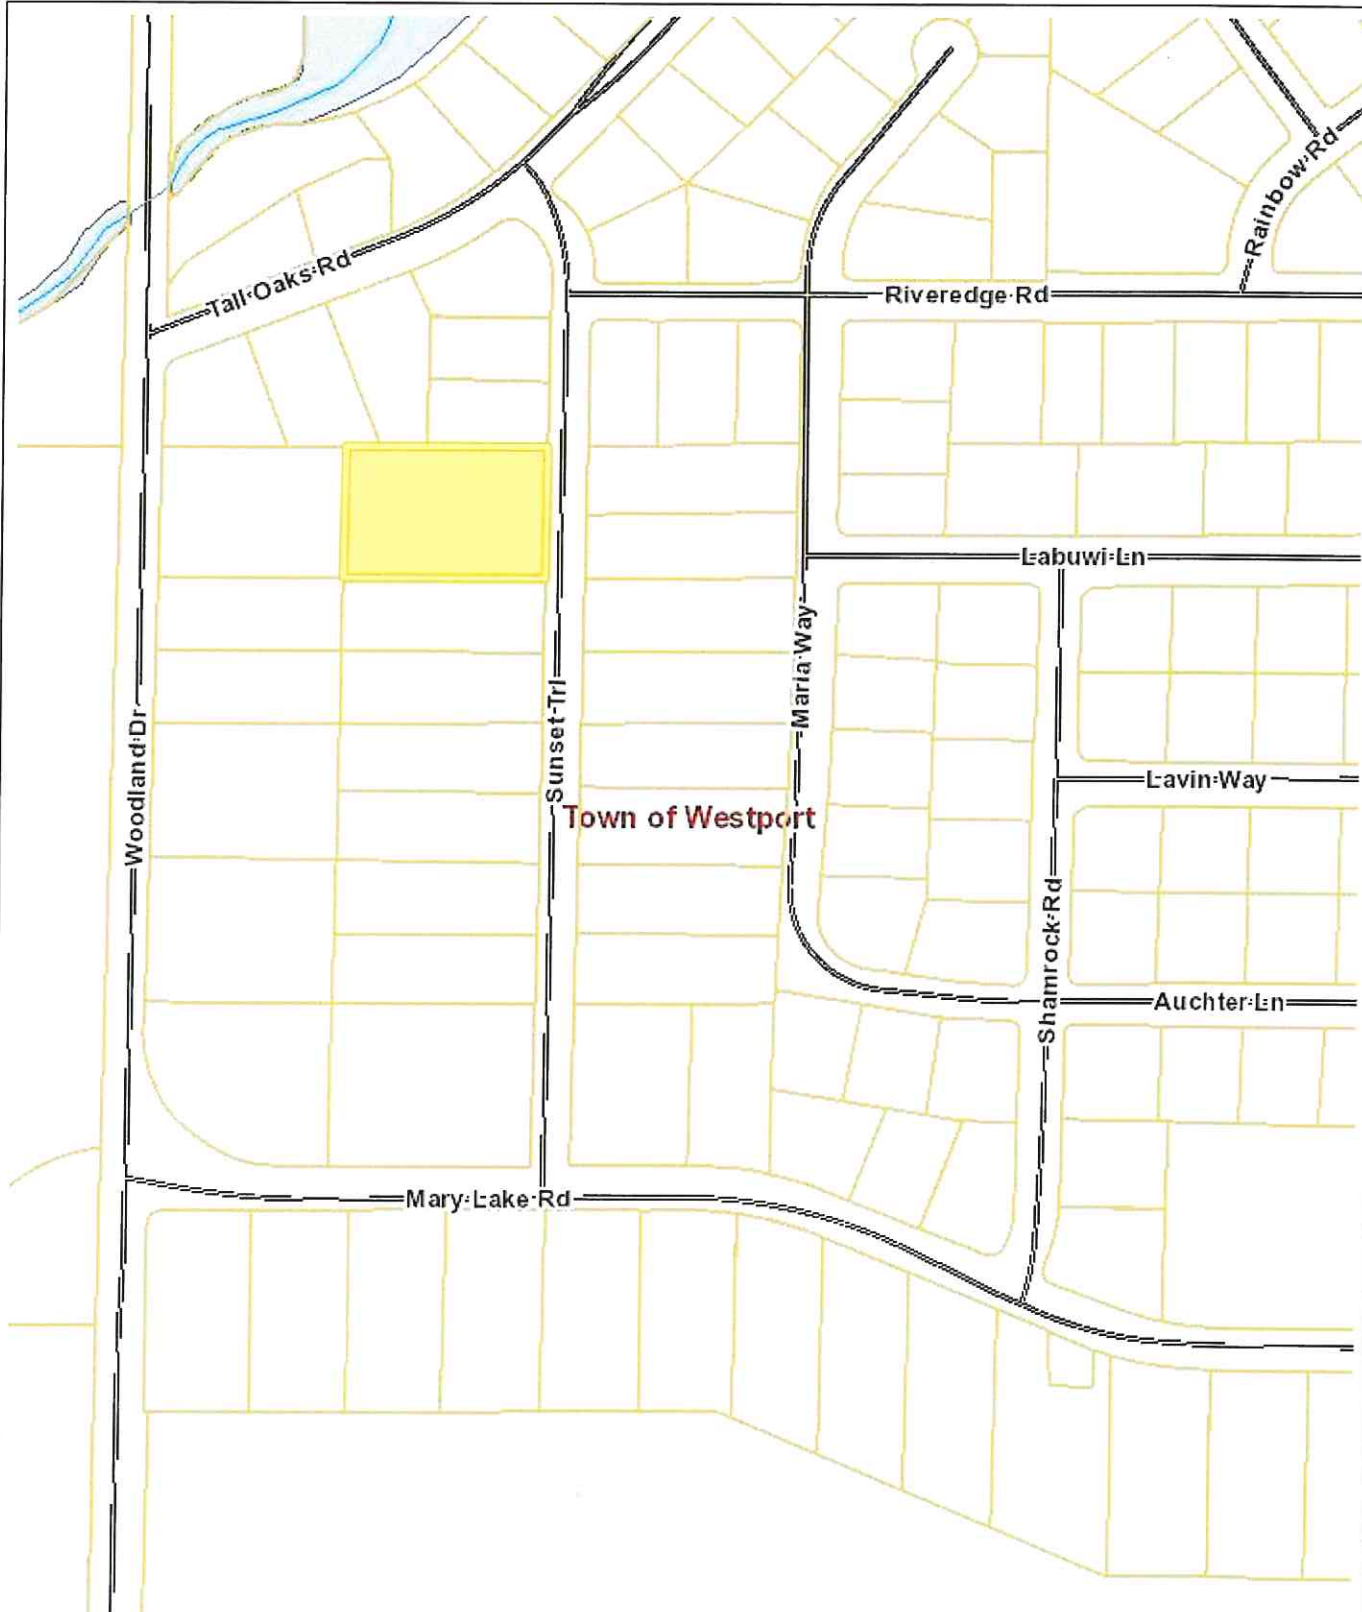 Rainbow Rd
Tall Oaks Rd
Riveredge Rd
Labuwi Ln
Maria Way
Sunset Trl
Woodland Dr
Lavin Way
Town of Westport
Shamrock Rd
Auchter Ln
Mary Lake Rd